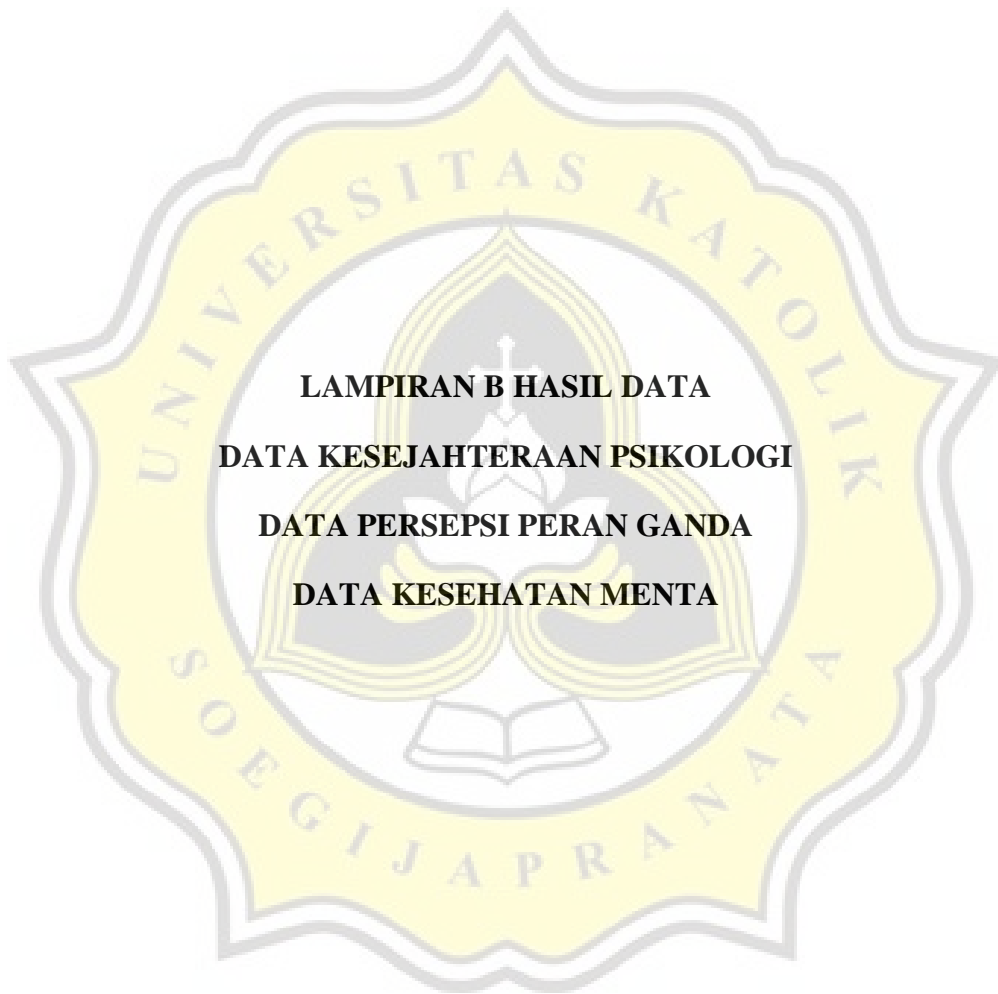 UNIVERSITAS KATOLIK
LAMPIRAN B HASIL DATA
DATA KESEJAHTERAAN PSIKOLOGI
DATA PERSEPSI PERAN GANDA
DATA KESEHATAN MENTA
SOEGIJAPRANATA